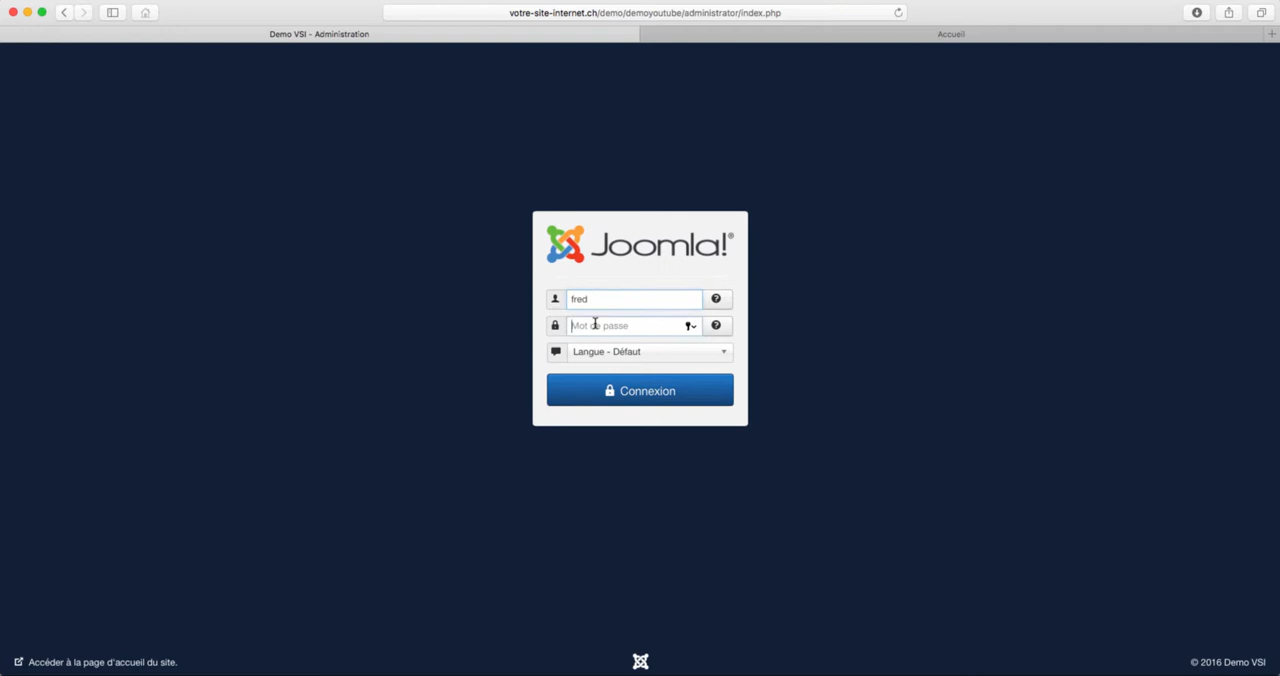 votre-site-internet.ch/demo/demoyoutube/administrator/index.php
Demo VSI - Administration
Accueil
Joomla!®
fred
Mot de passe
Langue - Défaut
Connexion
Accéder à la page d'accueil du site.
© 2016 Demo VSI